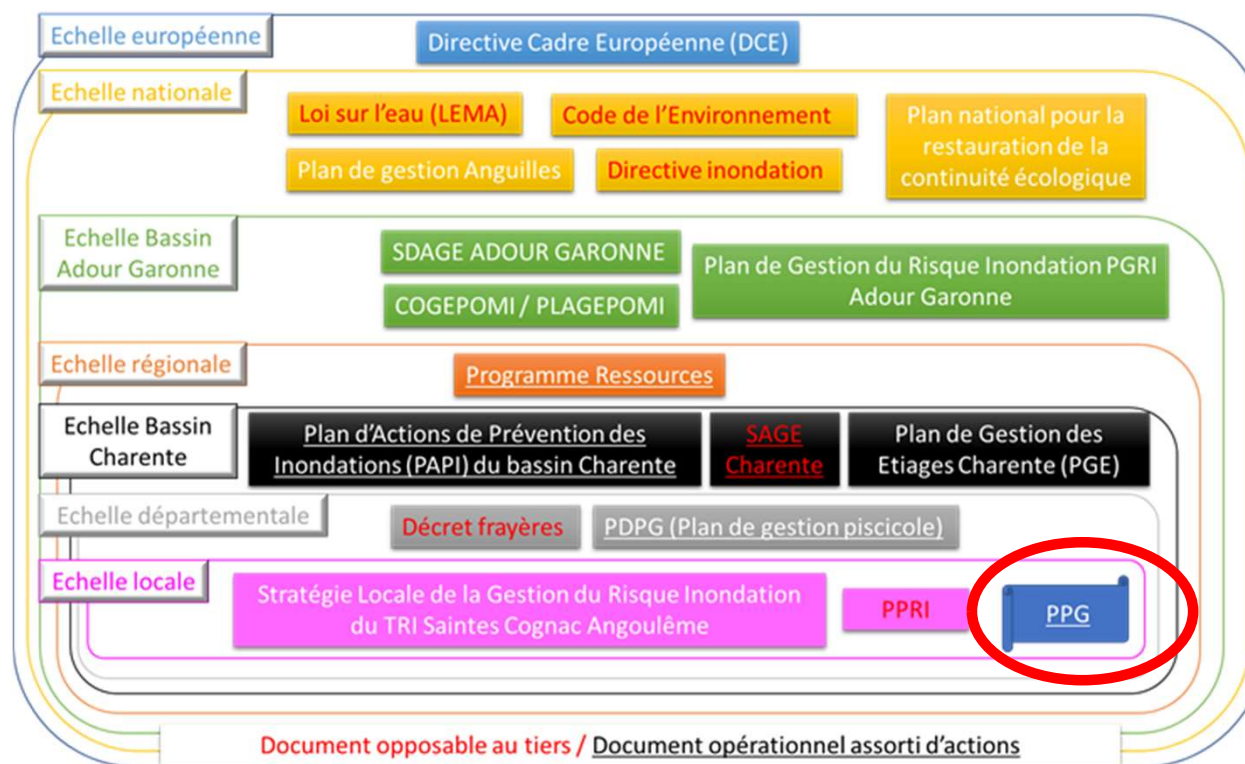 Echelle européenne
Directive Cadre Européenne (DCE)
Echelle nationale
Loi sur l'eau (LEMA)
Code de l'Environnement
Plan national pour la
restauration de la
continuité écologique
Plan de gestion Anguilles
Directive inondation
Echelle Bassin
Adour Garonne
SDAGE ADOUR GARONNE
Plan de Gestion du Risque Inondation PGRI
Adour Garonne
COGEPOMI / PLAGEPOMI
Echelle régionale
Programme Ressources
Echelle Bassin
Charente
Plan d'Actions de Prévention des
Inondations (PAPI) du bassin Charente
SAGE
Charente
Plan de Gestion des
Etiages Charente (PGE)
Echelle départementale
Décret frayères
PDPG (Plan de gestion piscicole)
Echelle locale
Stratégie Locale de la Gestion du Risque Inondation
du TRI Saintes Cognac Angoulême
PPRI
PPG
Document opposable au tiers / Document opérationnel assorti d'actions